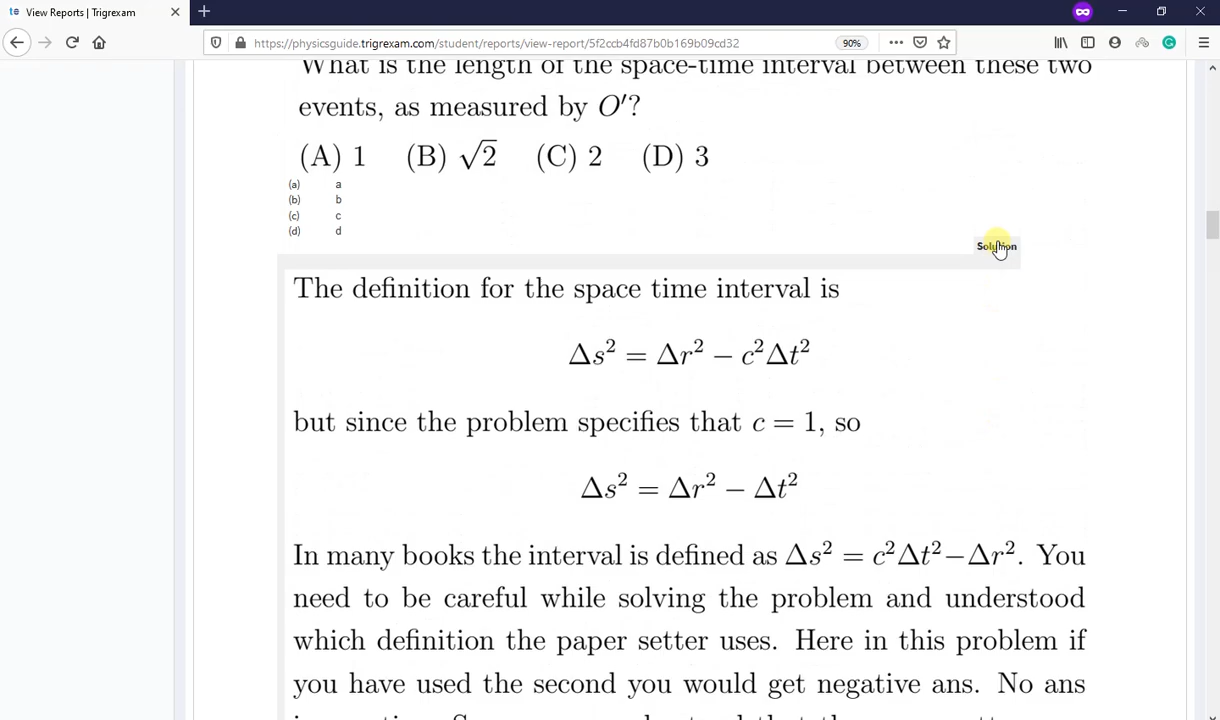 View Reports | Trigrexam
https://physicsguide.trigrexam.com/student/reports/view-report/5f2ccb4fd87b0b169b09cd32
90%
What is the length of the space-time interval between these two
events, as measured by O′?
(A) 1 (B) √2 (C) 2 (D) 3
(a) a
(b) b
(c) c
(d) d
Solution
The definition for the space time interval is
Δs² = Δr² − c²Δt²
but since the problem specifies that c = 1, so
Δs² = Δr² − Δt²
In many books the interval is defined as Δs² = c²Δt²−Δr². You
need to be careful while solving the problem and understood
which definition the paper setter uses. Here in this problem if
you have used the second you would get negative ans. No ans